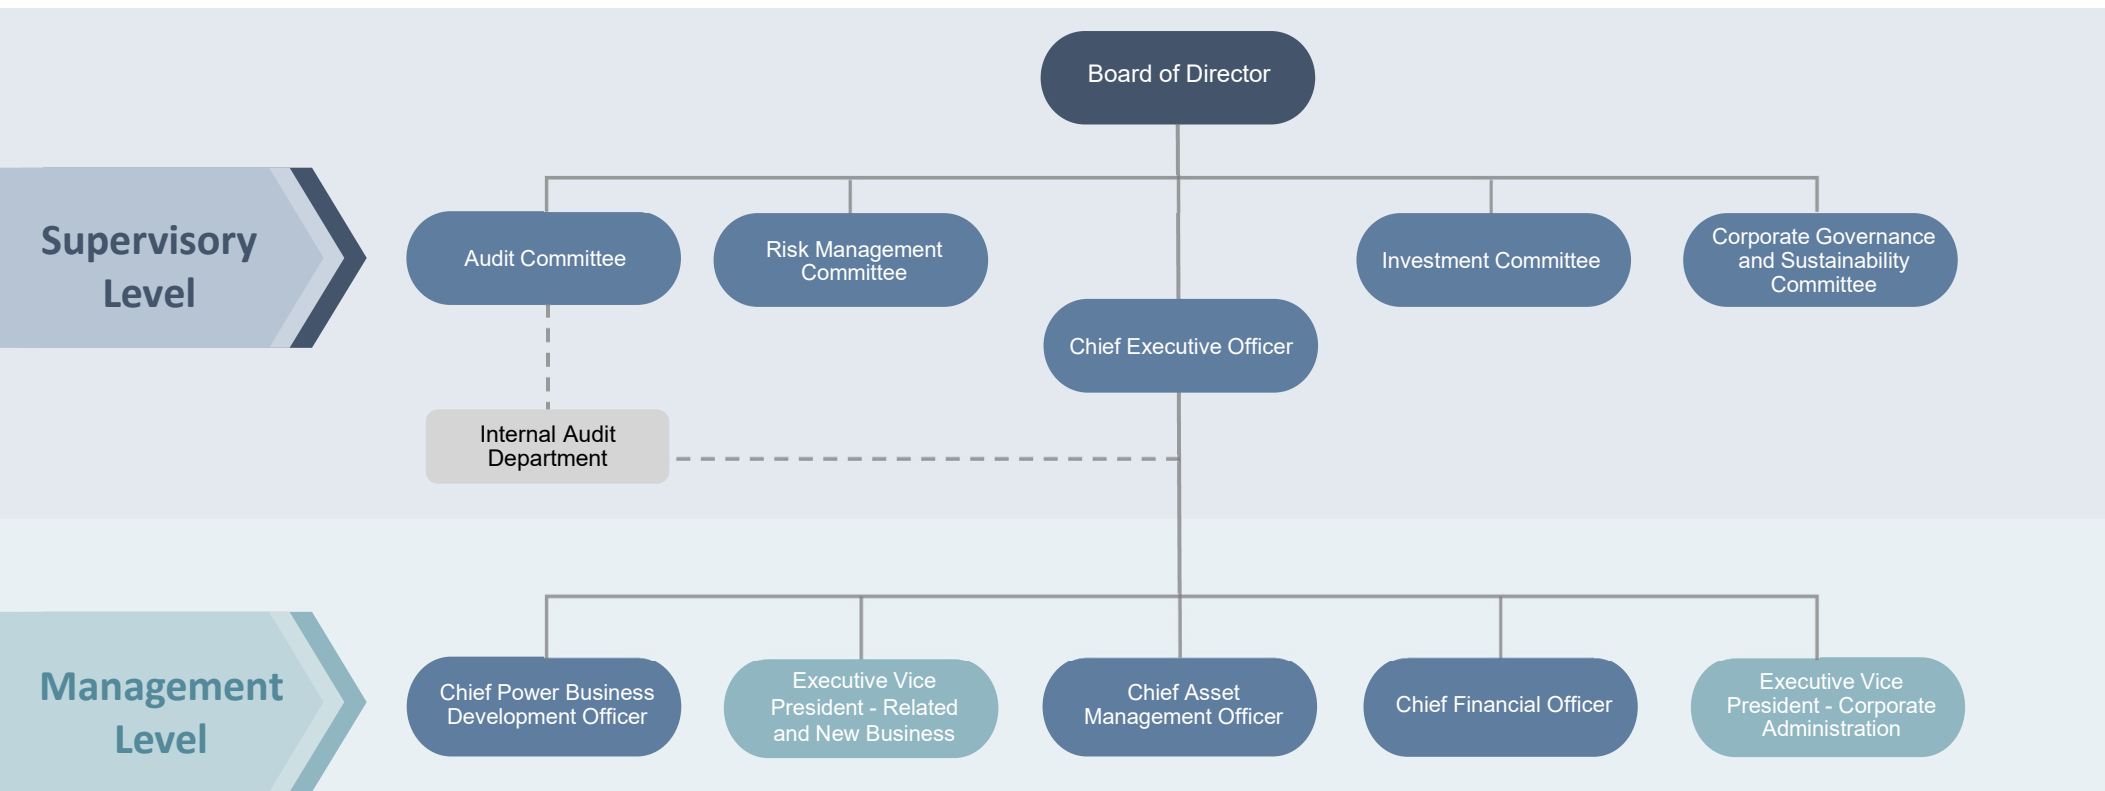 Board of Director
Supervisory
Level
Audit Committee
Risk Management
Committee
Investment Committee
Corporate Governance
and Sustainability
Committee
Chief Executive Officer
Internal Audit
Department
Management
Level
Chief Power Business
Development Officer
Executive Vice
President - Related
and New Business
Chief Asset
Management Officer
Chief Financial Officer
Executive Vice
President - Corporate
Administration